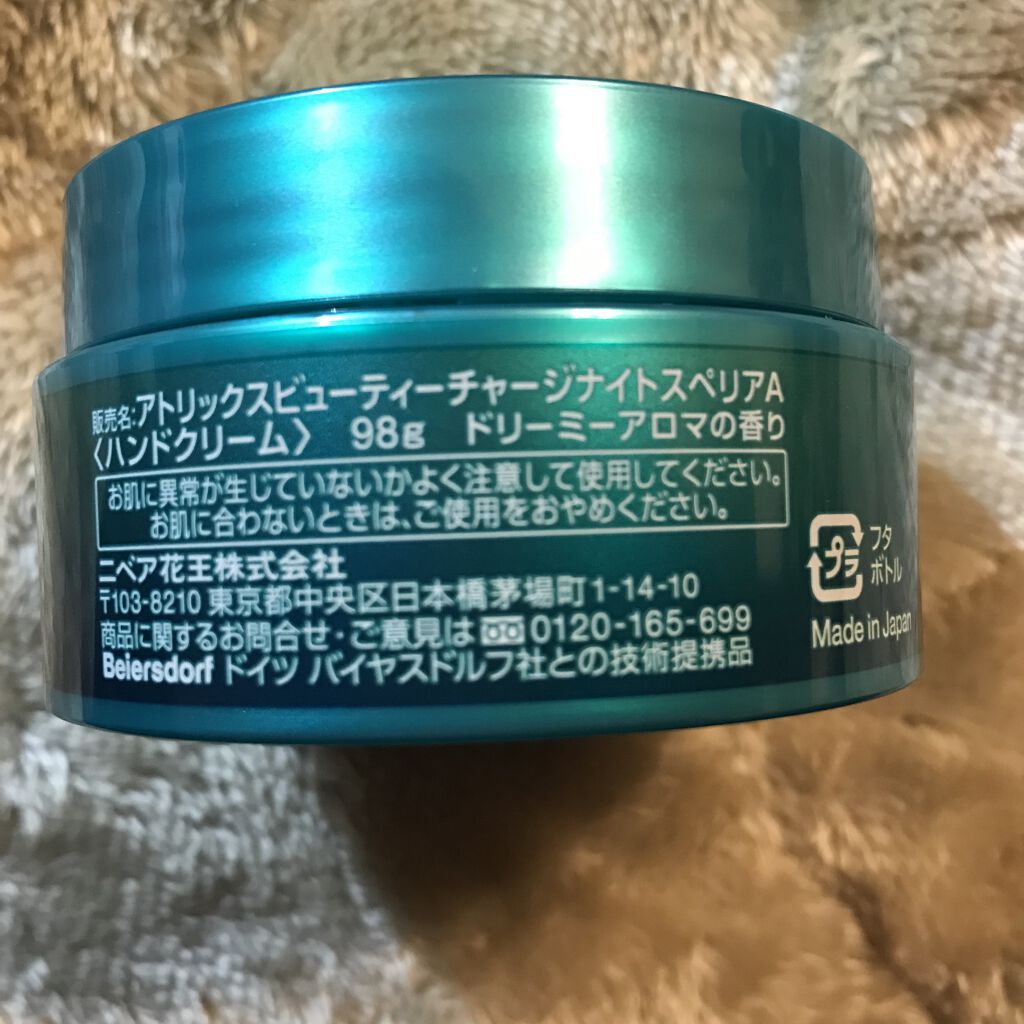 販売名:アトリックスビューティーチャージナイトスペリアA
〈ハンドクリーム〉 98g ドリーミーアロマの香り
お肌に異常が生じていないかよく注意して使用してください。
お肌に合わないときは、ご使用をおやめください。
ニベア花王株式会社
〒103-8210 東京都中央区日本橋茅場町1-14-10
商品に関するお問合せ・ご意見は 0120-165-699
Beiersdorf ドイツ バイヤスドルフ社との技術提携品
プラ
フタ
ボトル
Made in Japan